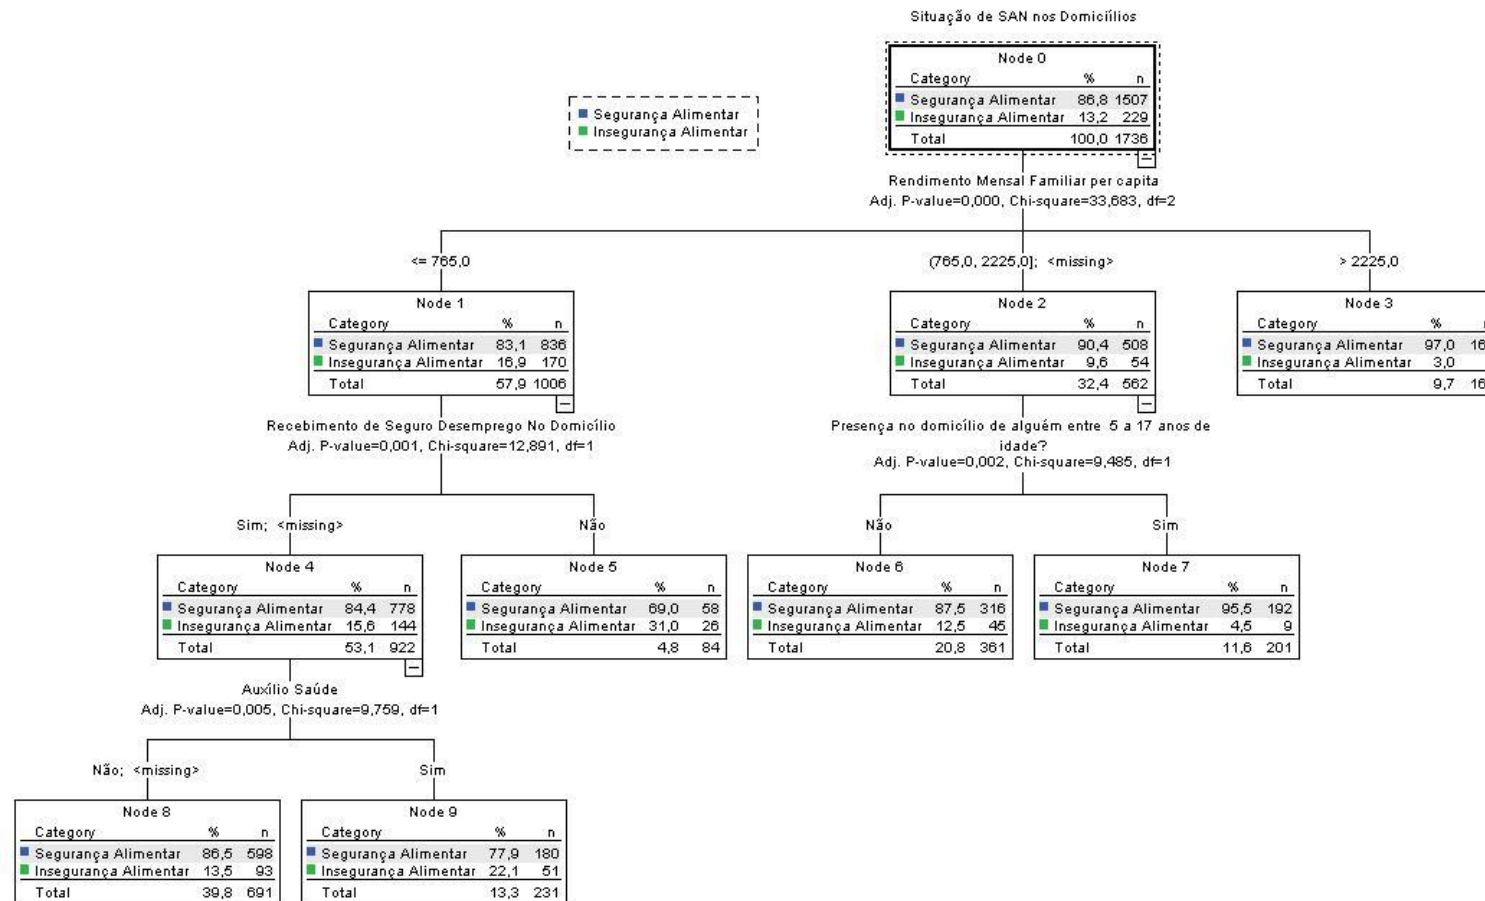 Situação de SAN nos Domiciílios
Node 0
Category % n
Segurança Alimentar 86,8 1507
Insegurança Alimentar 13,2 229
Total 100,0 1736
Segurança Alimentar
Insegurança Alimentar
Rendimento Mensal Familiar per capita
Adj. P-value=0,000, Chi-square=33,683, df=2
<= 765,0
(765,0, 2225,0]; <missing>
> 2225,0
Node 1
Category % n
Segurança Alimentar 83,1 836
Insegurança Alimentar 16,9 170
Total 57,9 1006
Node 2
Category % n
Segurança Alimentar 90,4 508
Insegurança Alimentar 9,6 54
Total 32,4 562
Node 3
Category % n
Segurança Alimentar 97,0 16
Insegurança Alimentar 3,0
Total 9,7 16
Recebimento de Seguro Desemprego No Domicílio
Adj. P-value=0,001, Chi-square=12,891, df=1
Presença no domicílio de alguém entre 5 a 17 anos de
idade?
Adj. P-value=0,002, Chi-square=9,485, df=1
Sim; <missing>
Não
Não
Sim
Node 4
Category % n
Segurança Alimentar 84,4 778
Insegurança Alimentar 15,6 144
Total 53,1 922
Node 5
Category % n
Segurança Alimentar 69,0 58
Insegurança Alimentar 31,0 26
Total 4,8 84
Node 6
Category % n
Segurança Alimentar 87,5 316
Insegurança Alimentar 12,5 45
Total 20,8 361
Node 7
Category % n
Segurança Alimentar 95,5 192
Insegurança Alimentar 4,5 9
Total 11,6 201
Auxílio Saúde
Adj. P-value=0,005, Chi-square=9,759, df=1
Não; <missing>
Sim
Node 8
Category % n
Segurança Alimentar 86,5 598
Insegurança Alimentar 13,5 93
Total 39,8 691
Node 9
Category % n
Segurança Alimentar 77,9 180
Insegurança Alimentar 22,1 51
Total 13,3 231